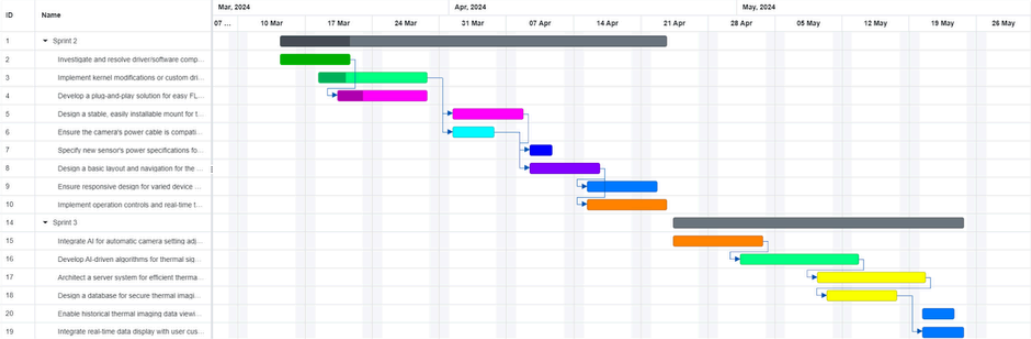 Mar, 2024 Apr, 2024 May, 2024
ID Name
07 ... 10 Mar 17 Mar 24 Mar 07 Apr 14 Apr 21 Apr 28 Apr 05 May 12 May 19 May 26 May
1 Sprint 2
2 Investigate and resolve driver/software comp...
3 Implement kernel modifications or custom dri...
4 Develop a plug-and-play solution for easy FL...
5 Design a stable, easily installable mount for t...
6 Ensure the camera's power cable is compati...
7 Specify new sensor's power specifications fo...
8 Design a basic layout and navigation for the ...
9 Ensure responsive design for varied device ...
10 Implement operation controls and real-time t...
14 Sprint 3
15 Integrate AI for automatic camera setting adj...
16 Develop AI-driven algorithms for thermal sig...
17 Architect a server system for efficient therma...
18 Design a database for secure thermal imagi...
20 Enable historical thermal imaging data viewi...
19 Integrate real-time data display with user cus...